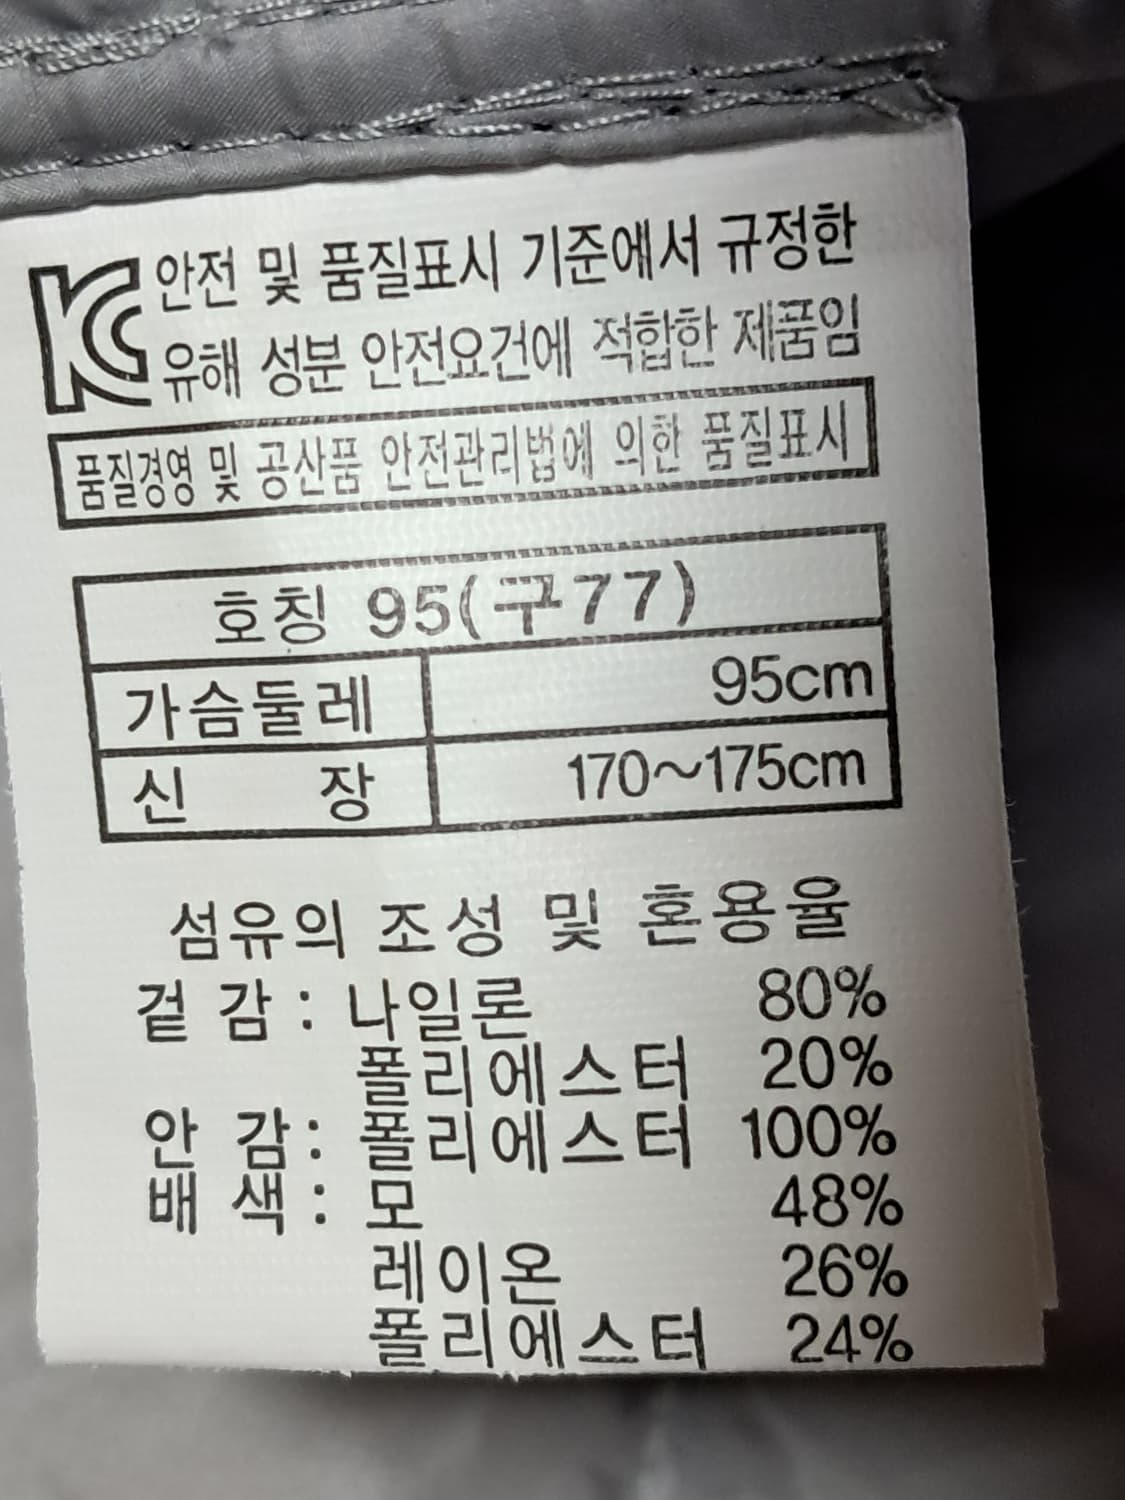 KC 안전 및 품질표시 기준에서 규정한
유해 성분 안전요건에 적합한 제품임
품질경영 및 공산품 안전관리법에 의한 품질표시
호칭 95(구77)
가슴둘레 95cm
신 장 170~175cm
섬유의 조성 및 혼용율
겉 감 : 나일론 80%
폴리에스터 20%
안 감 : 폴리에스터 100%
배 색 : 모 48%
레이온 26%
폴리에스터 24%